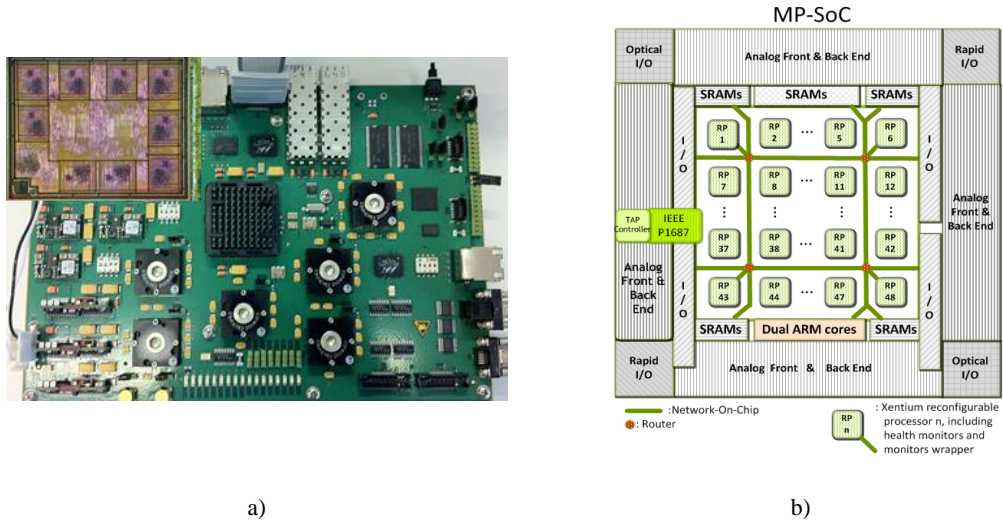 MP-SoC
Optical
I/O
Analog Front & Back End
Rapid
I/O
SRAMs
SRAMs
SRAMs
I/O
I/O
RP
1
RP
2
...
RP
5
RP
6
RP
7
RP
8
...
RP
11
RP
12
TAP
Controller
IEEE
P1687
Analog
Front &
Back End
RP
37
RP
38
...
RP
41
RP
42
Analog
Front &
Back
End
I/O
I/O
RP
43
RP
44
...
RP
47
RP
48
SRAMs
Dual ARM cores
SRAMs
Rapid
I/O
Analog Front & Back End
Optical
I/O
:Network-On-Chip
: Router
RP
n
: Xentium reconfigurable
processor n, including
health monitors and
monitors wrapper
a)
b)